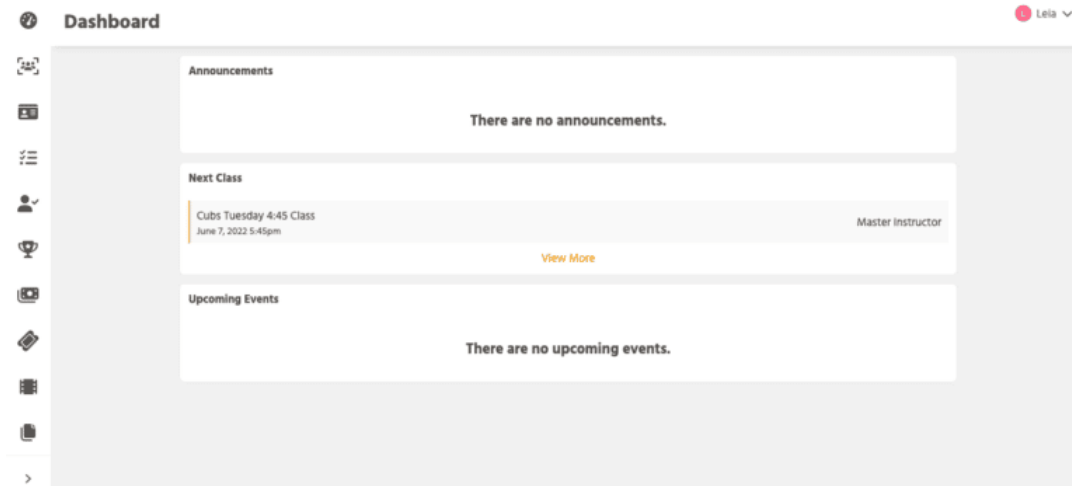 Dashboard
L Leia
Announcements
There are no announcements.
Next Class
Cubs Tuesday 4:45 Class
June 7, 2022 5:45pm
Master Instructor
View More
Upcoming Events
There are no upcoming events.